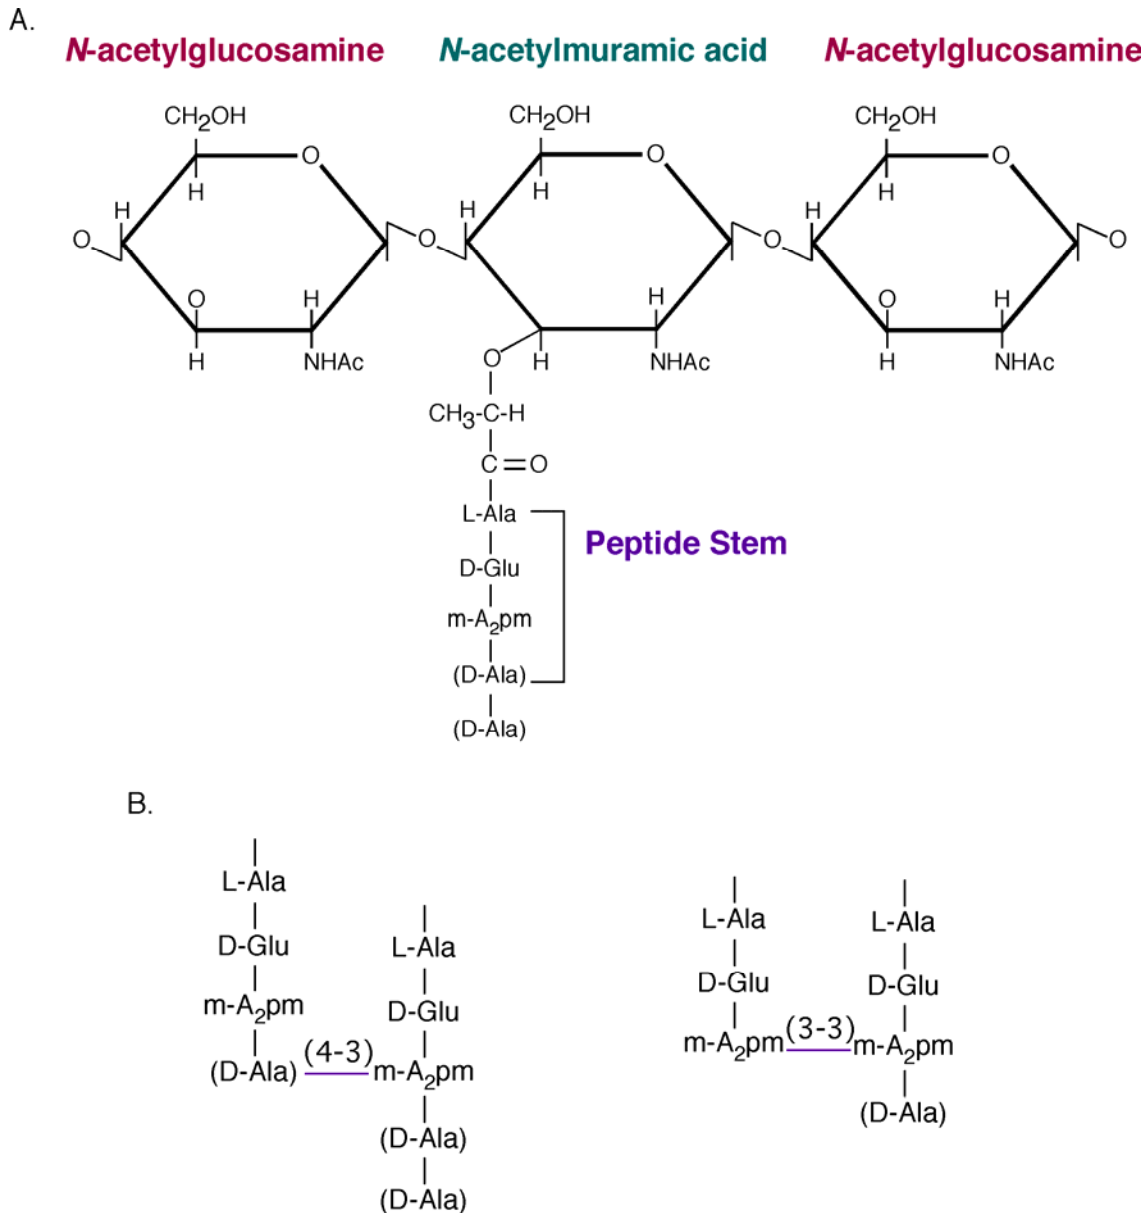 A.
N-acetylglucosamine N-acetylmuramic acid N-acetylglucosamine
CH2OH CH2OH CH2OH
O O O
H H H
H H H
O O O O
O H H O H
H NHAc O H NHAc H NHAc
CH3-C-H
C=O
L-Ala
Peptide Stem
D-Glu
m-A2pm
(D-Ala)
(D-Ala)
B.
L-Ala
D-Glu
m-A2pm
(D-Ala) (4-3)
L-Ala
D-Glu
m-A2pm
(D-Ala)
(D-Ala)
L-Ala
D-Glu
m-A2pm (3-3)
L-Ala
D-Glu
m-A2pm
(D-Ala)